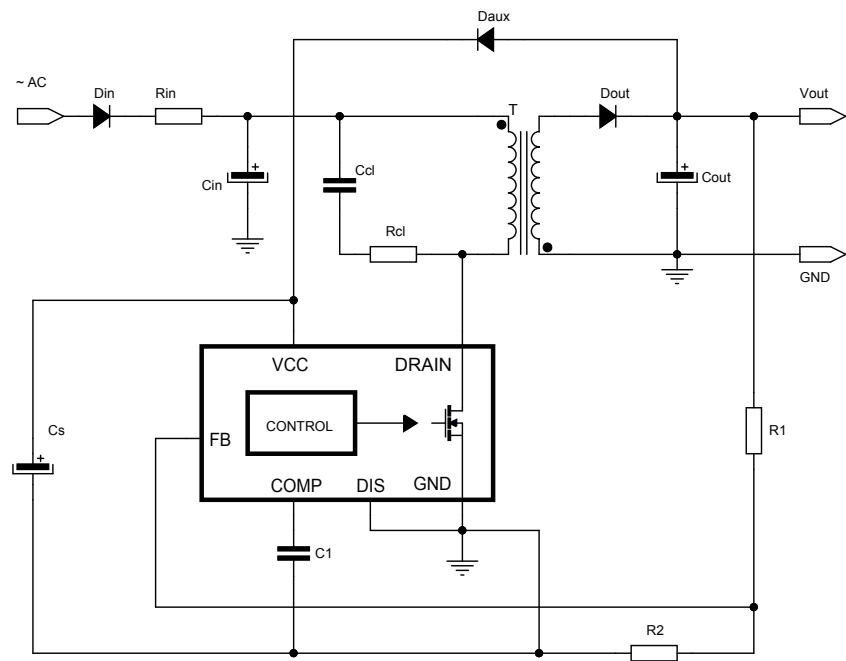 Daux
~ AC
Din
Rin
T
Dout
Vout
+
Cin
Ccl
+
Cout
Rcl
GND
VCC
DRAIN
Cs
+
FB
CONTROL
R1
COMP
DIS
GND
C1
R2